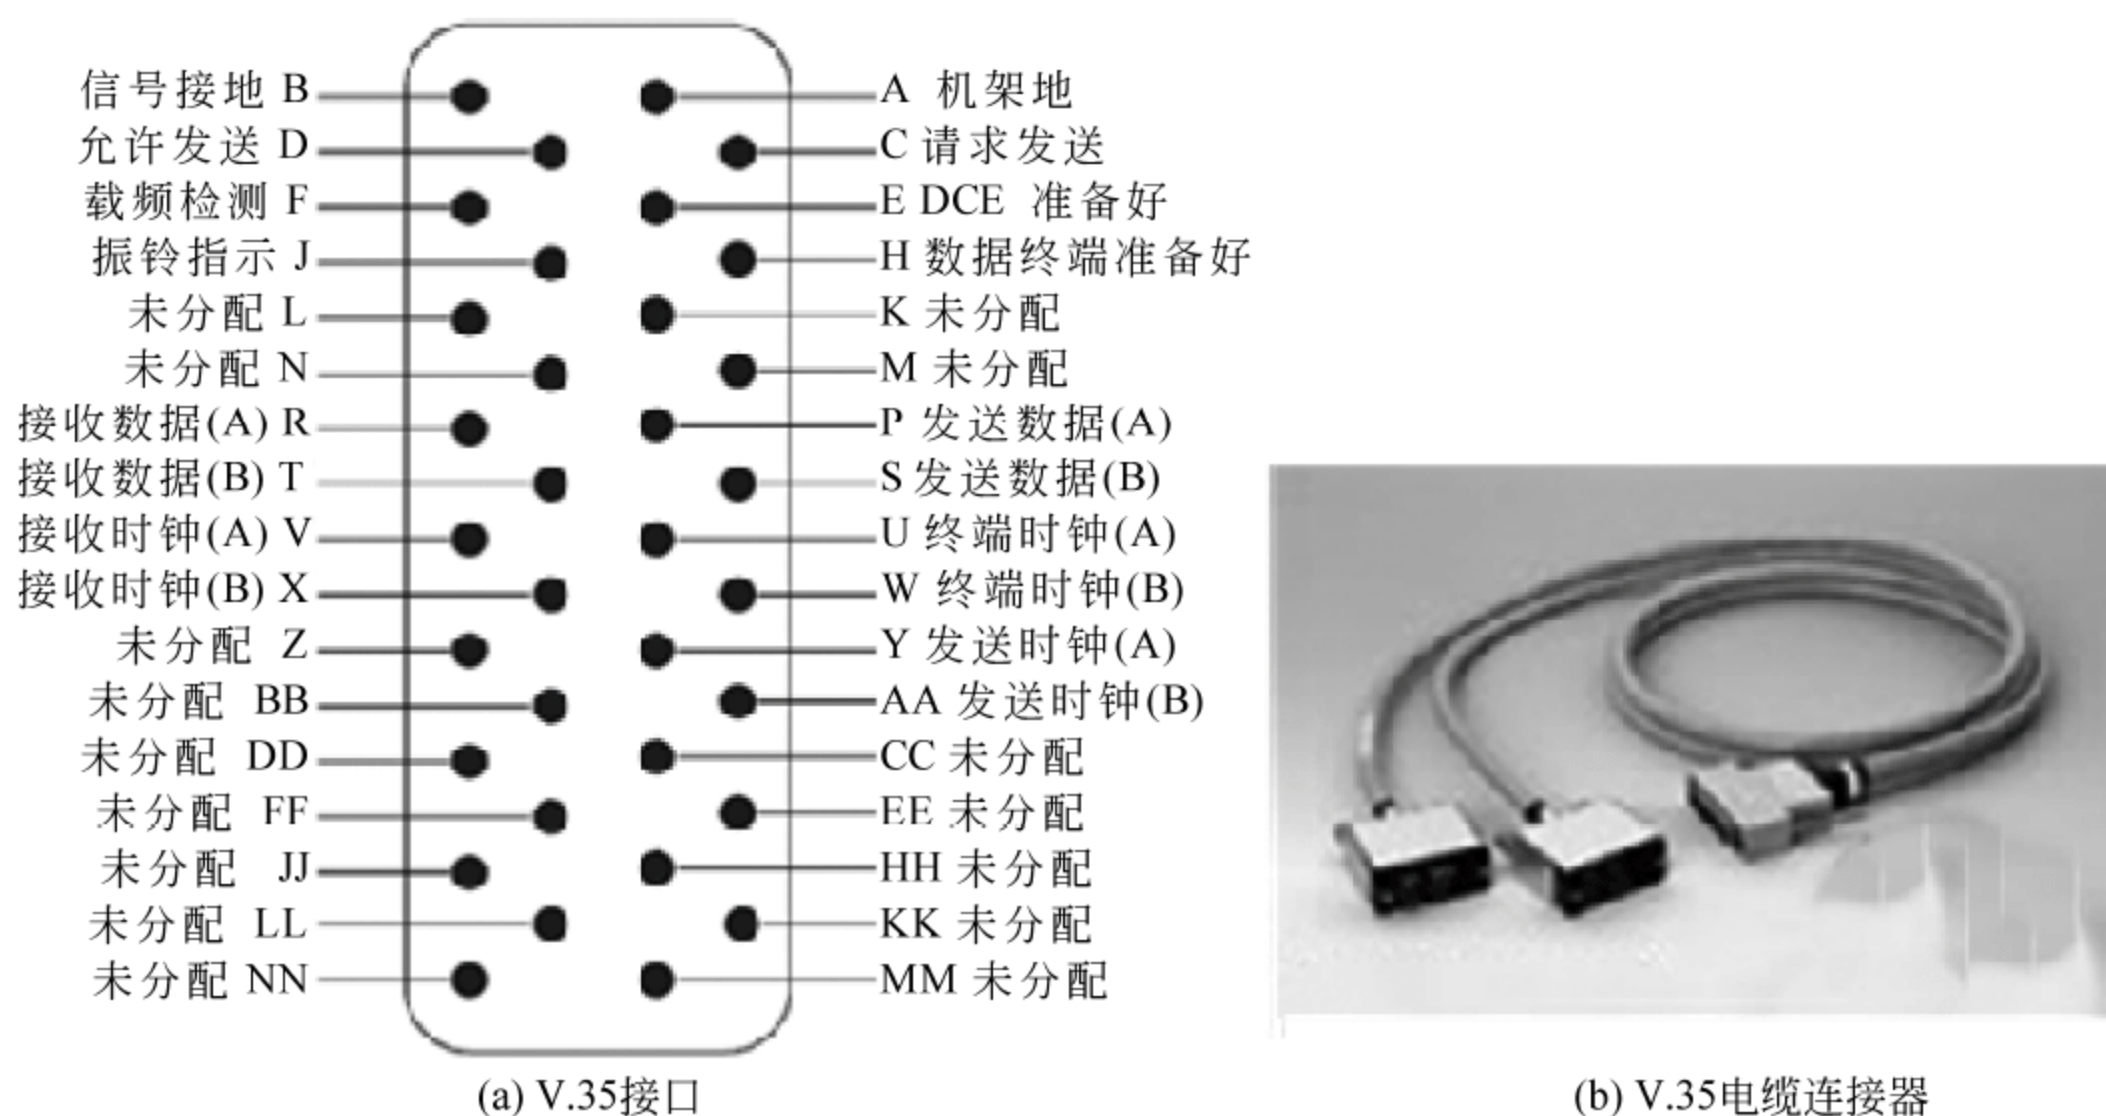 信号接地 B
A 机架地
允许发送 D
C 请求发送
载频检测 F
E DCE 准备好
振铃指示 J
H 数据终端准备好
未分配 L
K 未分配
未分配 N
M 未分配
接收数据(A) R
P 发送数据(A)
接收数据(B) T
S 发送数据(B)
接收时钟(A) V
U 终端时钟(A)
接收时钟(B) X
W 终端时钟(B)
未分配 Z
Y 发送时钟(A)
未分配 BB
AA 发送时钟(B)
未分配 DD
CC 未分配
未分配 FF
EE 未分配
未分配 JJ
HH 未分配
未分配 LL
KK 未分配
未分配 NN
MM 未分配
(a) V.35接口
(b) V.35电缆连接器